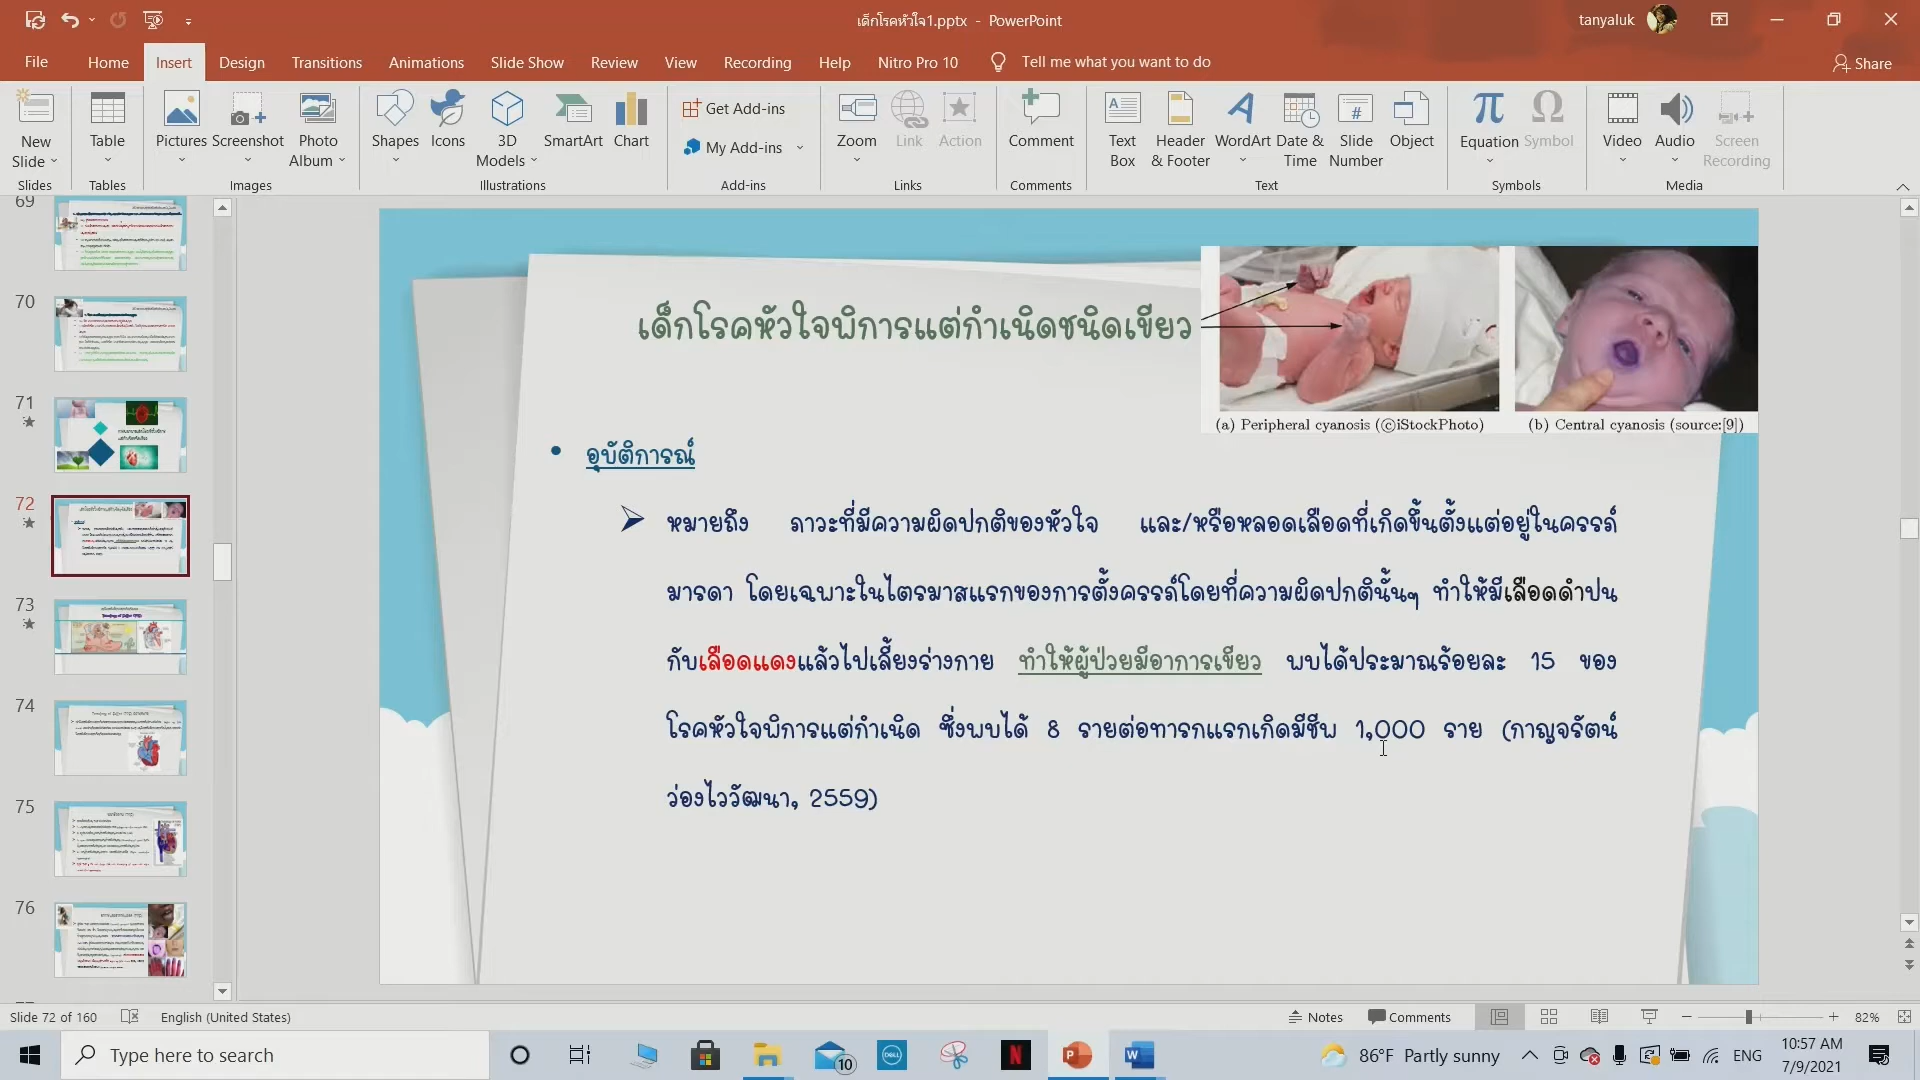 เด็กโรคหัวใจ1.pptx - PowerPoint
tanyaluk
File Home Insert Design Transitions Animations Slide Show Review View Recording Help Nitro Pro 10 Tell me what you want to do Share
New Slide
Table
Pictures
Screenshot
Photo Album
Shapes
Icons
3D Models
SmartArt
Chart
Get Add-ins
My Add-ins
Zoom
Link
Action
Comment
Text Box
Header & Footer
WordArt
Date & Time
Slide Number
Object
Equation
Symbol
Video
Audio
Screen Recording
Slides Tables Images Illustrations Add-ins Links Comments Text Symbols Media
69
70
71
72
73
74
75
76
เด็กโรคหัวใจพิการแต่กำเนิดชนิดเขียว
(a) Peripheral cyanosis (©iStockPhoto)
(b) Central cyanosis (source:[9])
• อุบัติการณ์
หมายถึง ภาวะที่มีความผิดปกติของหัวใจ และ/หรือหลอดเลือดที่เกิดขึ้นตั้งแต่อยู่ในครรภ์
มารดา โดยเฉพาะในไตรมาสแรกของการตั้งครรภ์โดยที่ความผิดปกตินั้นๆ ทำให้มีเลือดดำปน
กับเลือดแดงแล้วไปเลี้ยงร่างกาย ทำให้ผู้ป่วยมีอาการเขียว พบได้ประมาณร้อยละ 15 ของ
โรคหัวใจพิการแต่กำเนิด ซึ่งพบได้ 8 รายต่อทารกแรกเกิดมีชีพ 1,000 ราย (กาญจรัตน์
ว่องไววัฒนา, 2559)
Slide 72 of 160 English (United States) Notes Comments 82%
Type here to search
10
DELL
86°F Partly sunny ENG
10:57 AM
7/9/2021